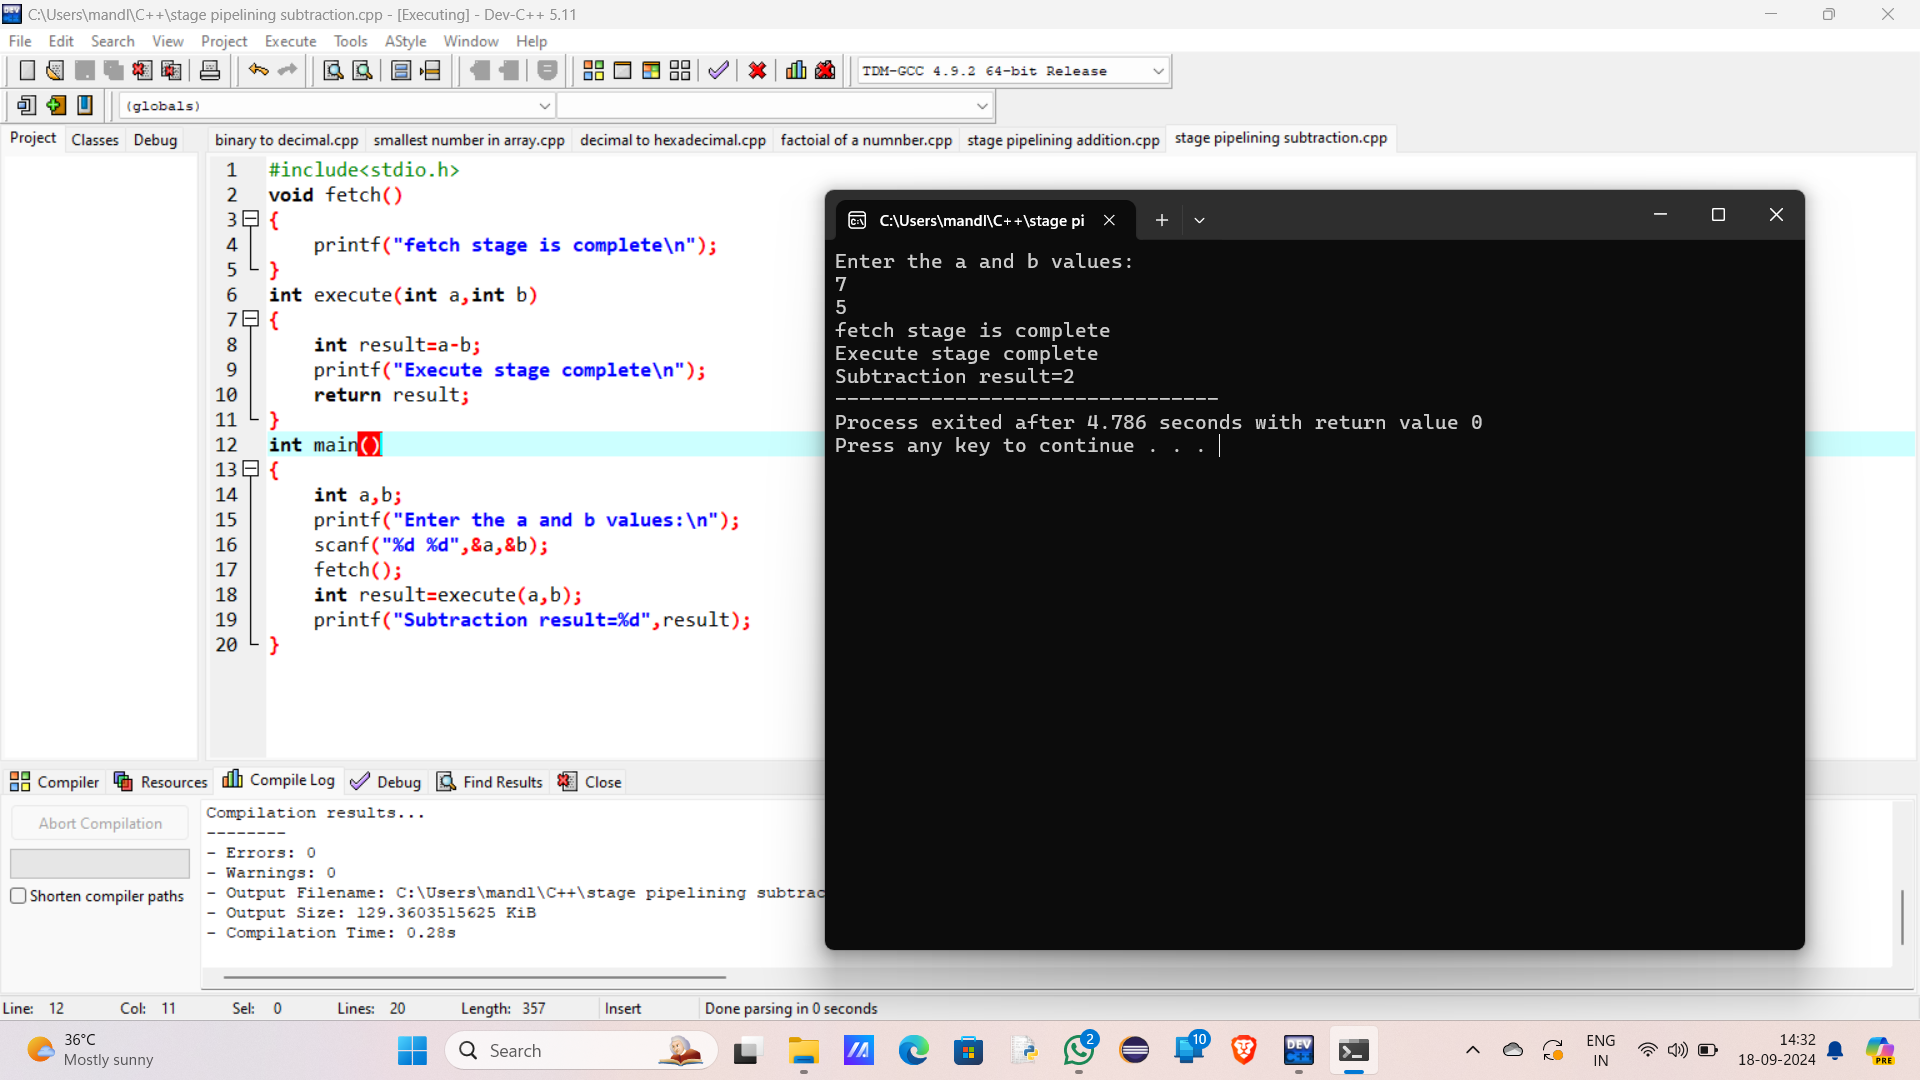 C:\Users\mandl\C++\stage pipelining subtraction.cpp - [Executing] - Dev-C++ 5.11
File Edit Search View Project Execute Tools AStyle Window Help
TDM-GCC 4.9.2 64-bit Release
(globals)
Project Classes Debug
binary to decimal.cpp smallest number in array.cpp decimal to hexadecimal.cpp factoial of a numnber.cpp stage pipelining addition.cpp stage pipelining subtraction.cpp
1 #include<stdio.h>
2 void fetch()
3 {
4 printf("fetch stage is complete\n");
5 }
6 int execute(int a,int b)
7 {
8 int result=a-b;
9 printf("Execute stage complete\n");
10 return result;
11 }
12 int main()
13 {
14 int a,b;
15 printf("Enter the a and b values:\n");
16 scanf("%d %d",&a,&b);
17 fetch();
18 int result=execute(a,b);
19 printf("Subtraction result=%d",result);
20 }
C:\Users\mandl\C++\stage pi
Enter the a and b values:
7
5
fetch stage is complete
Execute stage complete
Subtraction result=2
--------------------------------
Process exited after 4.786 seconds with return value 0
Press any key to continue . . .
Compiler Resources Compile Log Debug Find Results Close
Abort Compilation
Shorten compiler paths
Compilation results...
--------
- Errors: 0
- Warnings: 0
- Output Filename: C:\Users\mandl\C++\stage pipelining subtrac
- Output Size: 129.3603515625 KiB
- Compilation Time: 0.28s
Line: 12 Col: 11 Sel: 0 Lines: 20 Length: 357 Insert Done parsing in 0 seconds
36°C
Mostly sunny
Search
2
10
DEV
C++
ENG
IN
14:32
18-09-2024
PRE